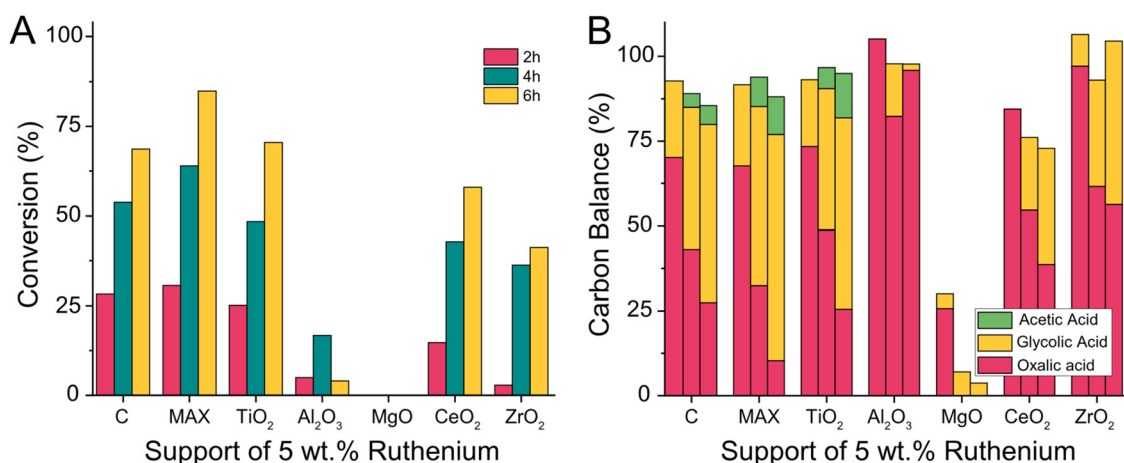 A
Conversion (%)
100
75
50
25
0
2h
4h
6h
C MAX TiO₂ Al₂O₃ MgO CeO₂ ZrO₂
Support of 5 wt.% Ruthenium
B
Carbon Balance (%)
100
75
50
25
0
Acetic Acid
Glycolic Acid
Oxalic acid
C MAX TiO₂ Al₂O₃ MgO CeO₂ ZrO₂
Support of 5 wt.% Ruthenium